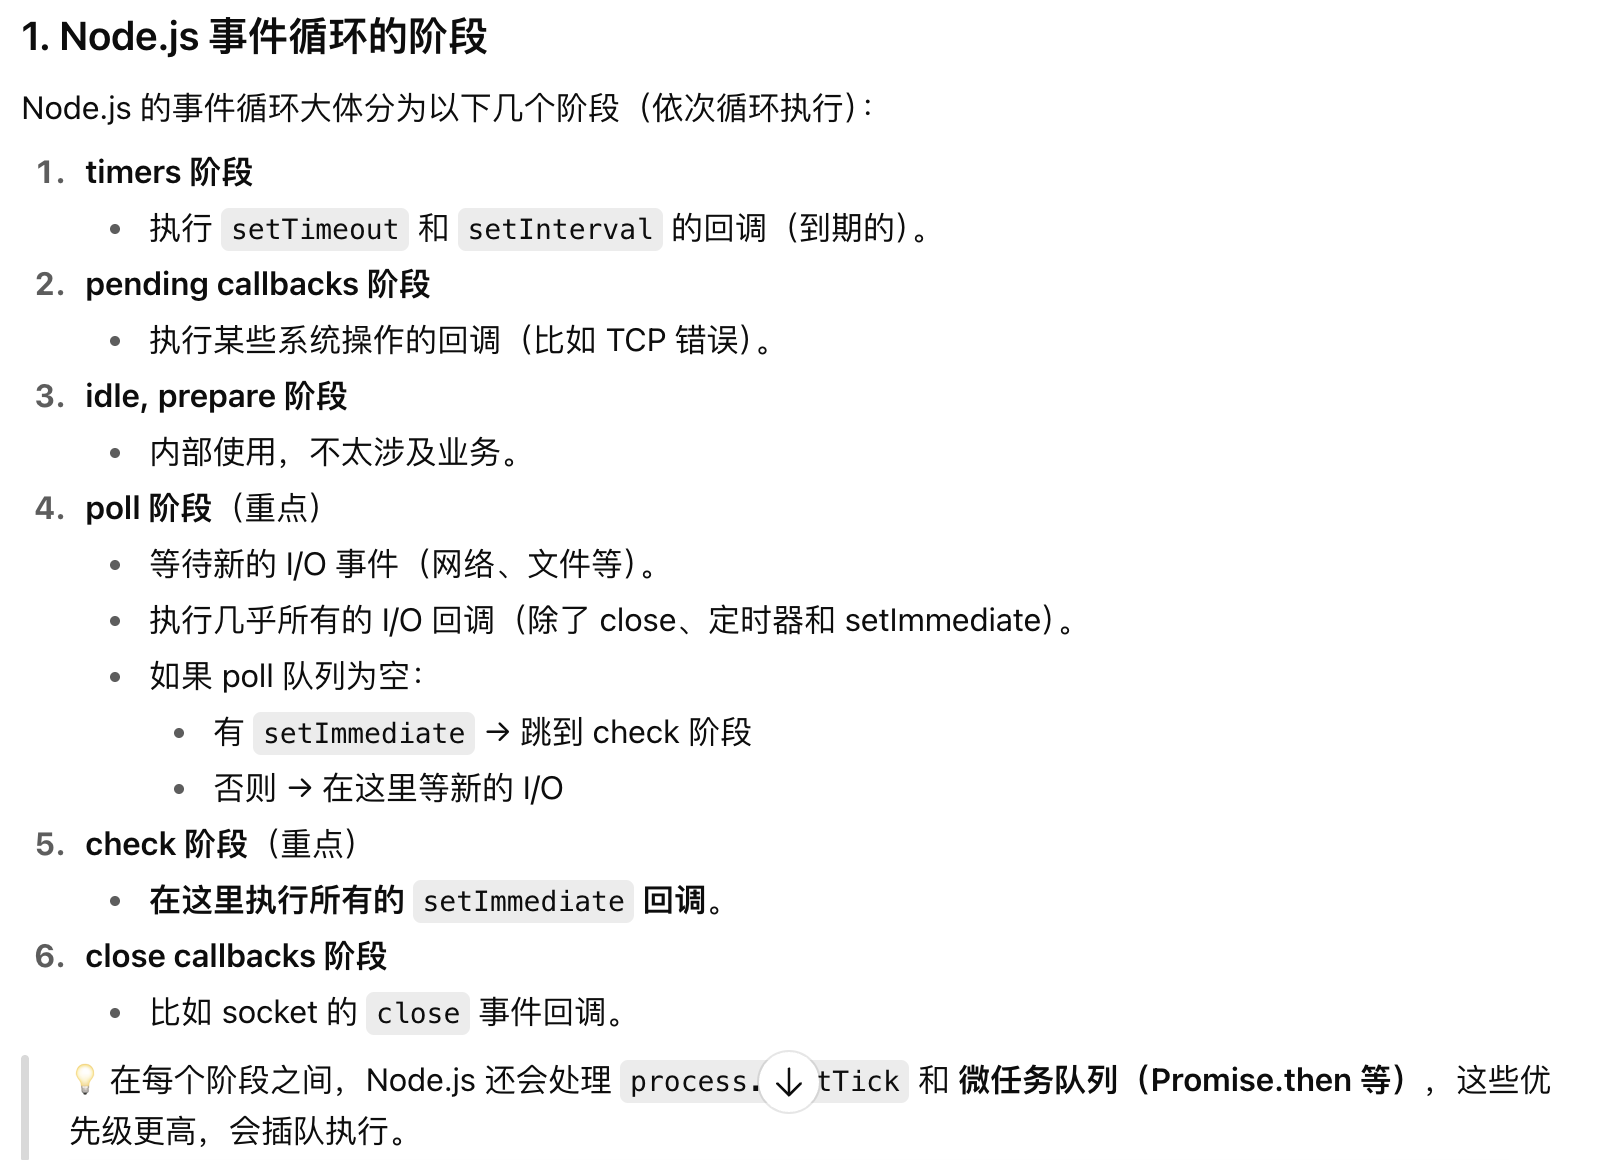 1. Node.js 事件循环的阶段
Node.js 的事件循环大体分为以下几个阶段（依次循环执行）：
1. timers 阶段
• 执行 setTimeout 和 setInterval 的回调（到期的）。
2. pending callbacks 阶段
• 执行某些系统操作的回调（比如 TCP 错误）。
3. idle, prepare 阶段
• 内部使用，不太涉及业务。
4. poll 阶段（重点）
• 等待新的 I/O 事件（网络、文件等）。
• 执行几乎所有的 I/O 回调（除了 close、定时器和 setImmediate）。
• 如果 poll 队列为空：
• 有 setImmediate → 跳到 check 阶段
• 否则 → 在这里等新的 I/O
5. check 阶段（重点）
• 在这里执行所有的 setImmediate 回调。
6. close callbacks 阶段
• 比如 socket 的 close 事件回调。
💡 在每个阶段之间，Node.js 还会处理 process. tTick 和 微任务队列（Promise.then 等），这些优
先级更高，会插队执行。